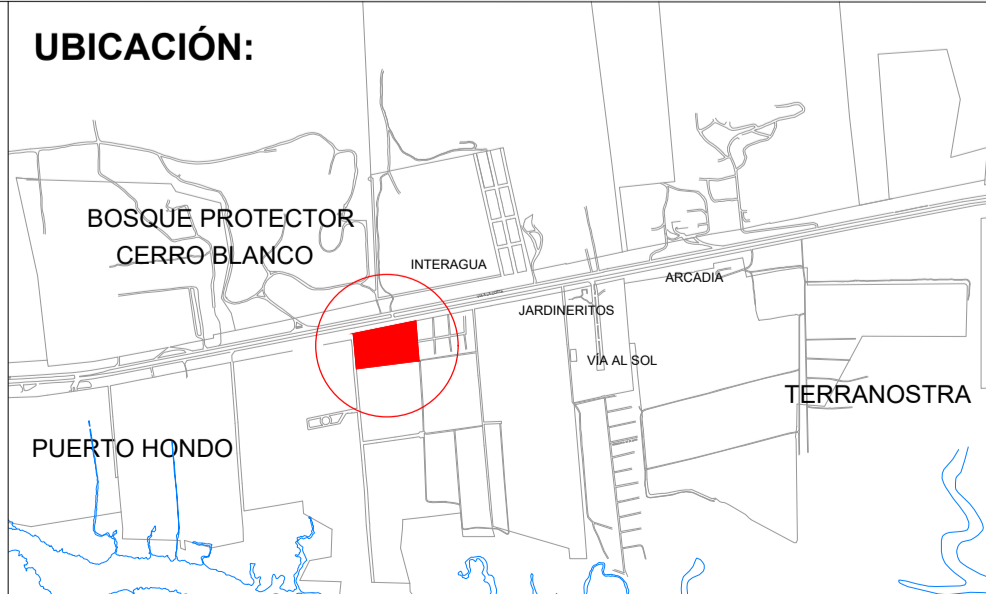 UBICACIÓN:
BOSQUE PROTECTOR
CERRO BLANCO
INTERAGUA
ARCADIA
JARDINERITOS
VÍA AL SOL
TERRANOSTRA
PUERTO HONDO